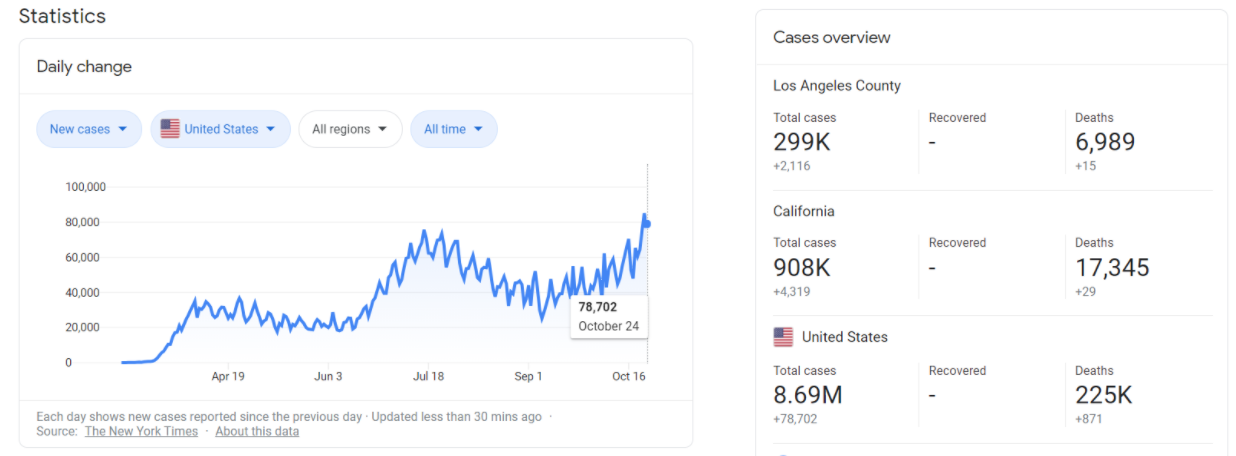 Statistics
Daily change
New cases
United States
All regions
All time
100,000
80,000
60,000
40,000
20,000
0
78,702
October 24
Apr 19
Jun 3
Jul 18
Sep 1
Oct 16
Each day shows new cases reported since the previous day · Updated less than 30 mins ago ·
Source: The New York Times · About this data
Cases overview
Los Angeles County
Total cases Recovered Deaths
299K - 6,989
+2,116 +15
California
Total cases Recovered Deaths
908K - 17,345
+4,319 +29
United States
Total cases Recovered Deaths
8.69M - 225K
+78,702 +871